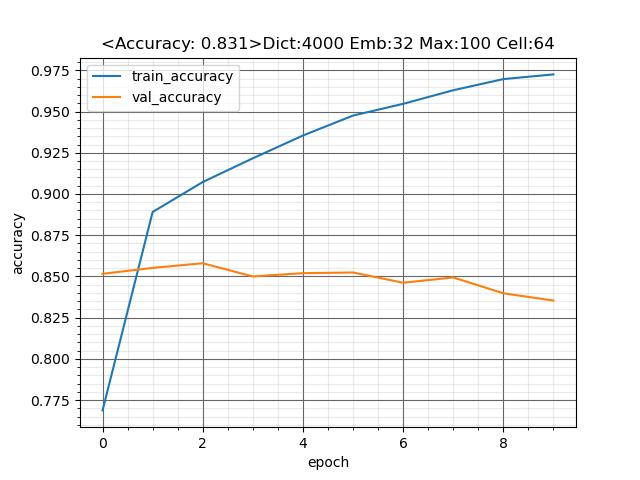 <Accuracy: 0.831>Dict:4000 Emb:32 Max:100 Cell:64
train_accuracy
val_accuracy
0.975
0.950
0.925
0.900
0.875
0.850
0.825
0.800
0.775
accuracy
0 2 4 6 8
epoch